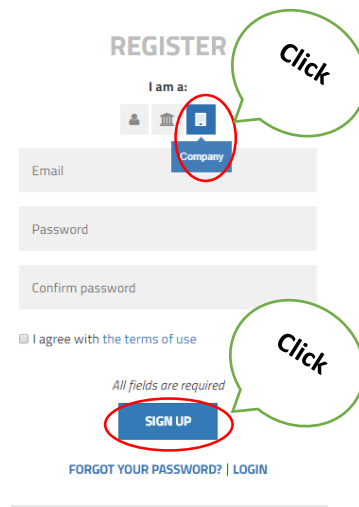 REGISTER
Click
I am a:
Company
Email
Password
Confirm password
I agree with the terms of use
Click
All fields are required
SIGN UP
FORGOT YOUR PASSWORD? | LOGIN